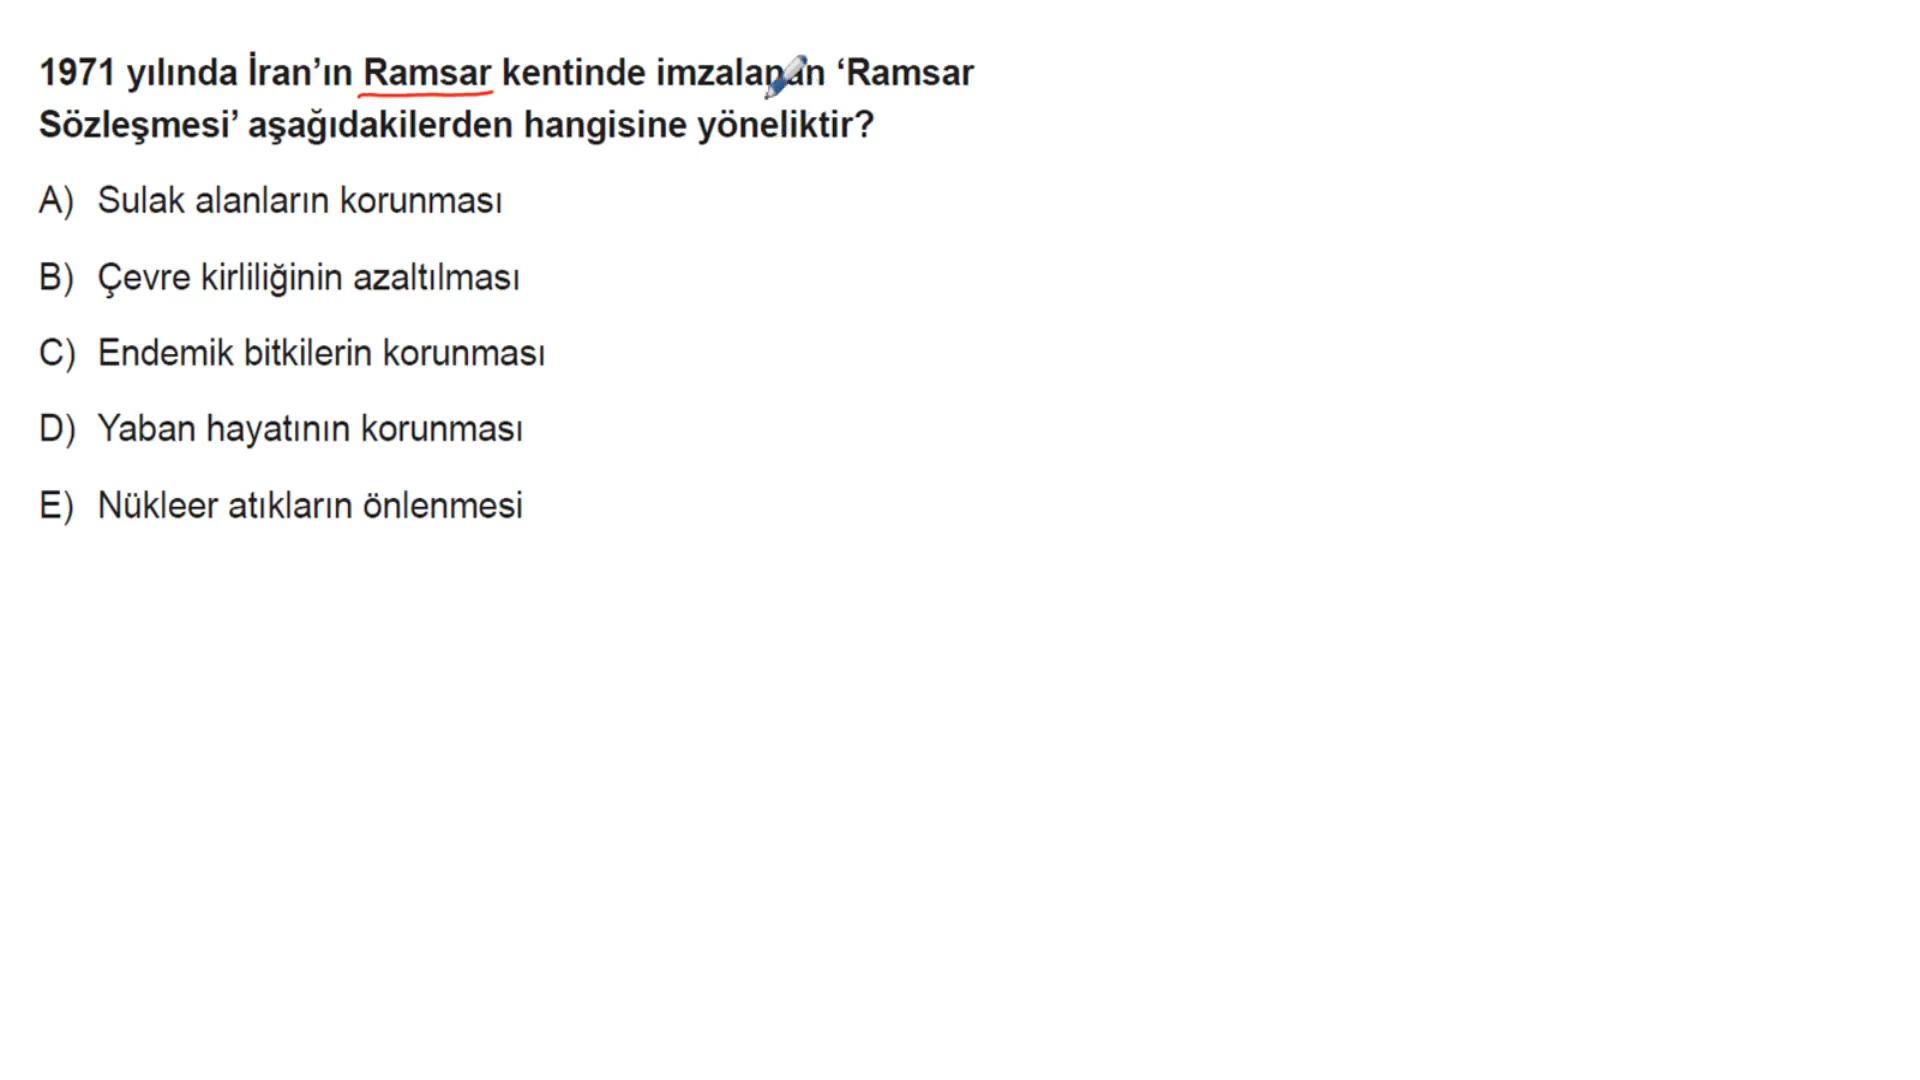 1971 yılında İran’ın Ramsar kentinde imzalanan ‘Ramsar
Sözleşmesi’ aşağıdakilerden hangisine yöneliktir?
A) Sulak alanların korunması
B) Çevre kirliliğinin azaltılması
C) Endemik bitkilerin korunması
D) Yaban hayatının korunması
E) Nükleer atıkların önlenmesi